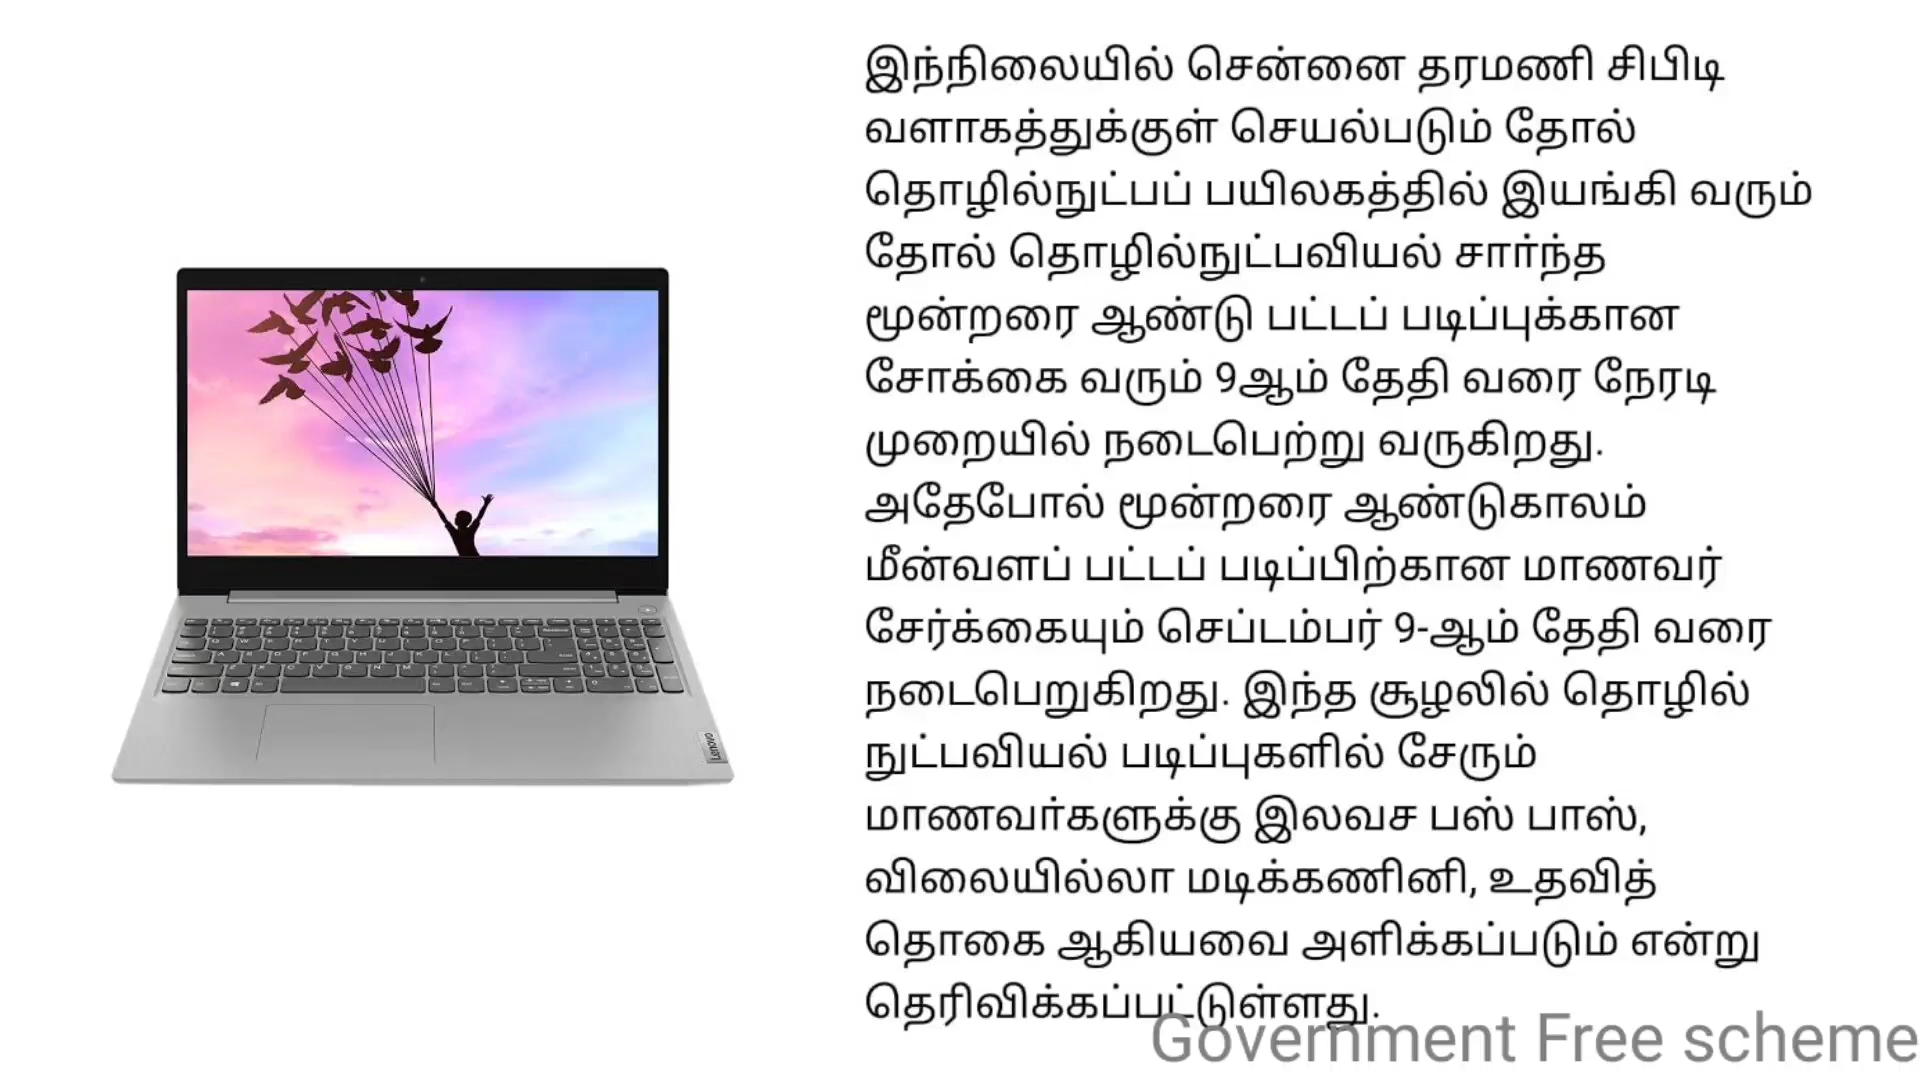 இந்நிலையில் சென்னை தரமணி சிபிடி
வளாகத்துக்குள் செயல்படும் தோல்
தொழில்நுட்பப் பயிலகத்தில் இயங்கி வரும்
தோல் தொழில்நுட்பவியல் சார்ந்த
மூன்றரை ஆண்டு பட்டப் படிப்புக்கான
சோக்கை வரும் 9ஆம் தேதி வரை நேரடி
முறையில் நடைபெற்று வருகிறது.
அதேபோல் மூன்றரை ஆண்டுகாலம்
மீன்வளப் பட்டப் படிப்பிற்கான மாணவர்
சேர்க்கையும் செப்டம்பர் 9-ஆம் தேதி வரை
நடைபெறுகிறது. இந்த சூழலில் தொழில்
நுட்பவியல் படிப்புகளில் சேரும்
மாணவர்களுக்கு இலவச பஸ் பாஸ்,
விலையில்லா மடிக்கணினி, உதவித்
தொகை ஆகியவை அளிக்கப்படும் என்று
தெரிவிக்கப்பட்டுள்ளது.
Government Free scheme
Lenovo